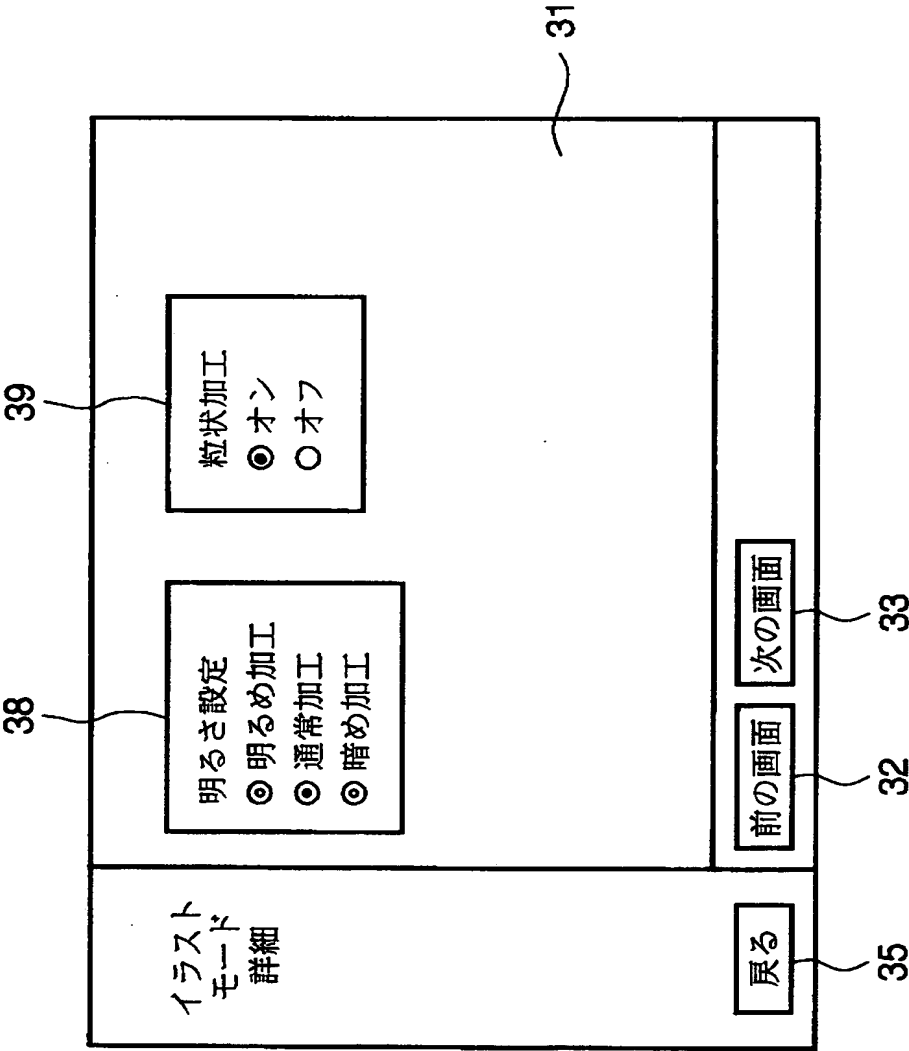 イラスト
モード
詳細
38
明るさ設定
◎明るめ加工
◉通常加工
◎暗め加工
39
粒状加工
◉オン
○オフ
31
戻る
35
前の画面
32
次の画面
33